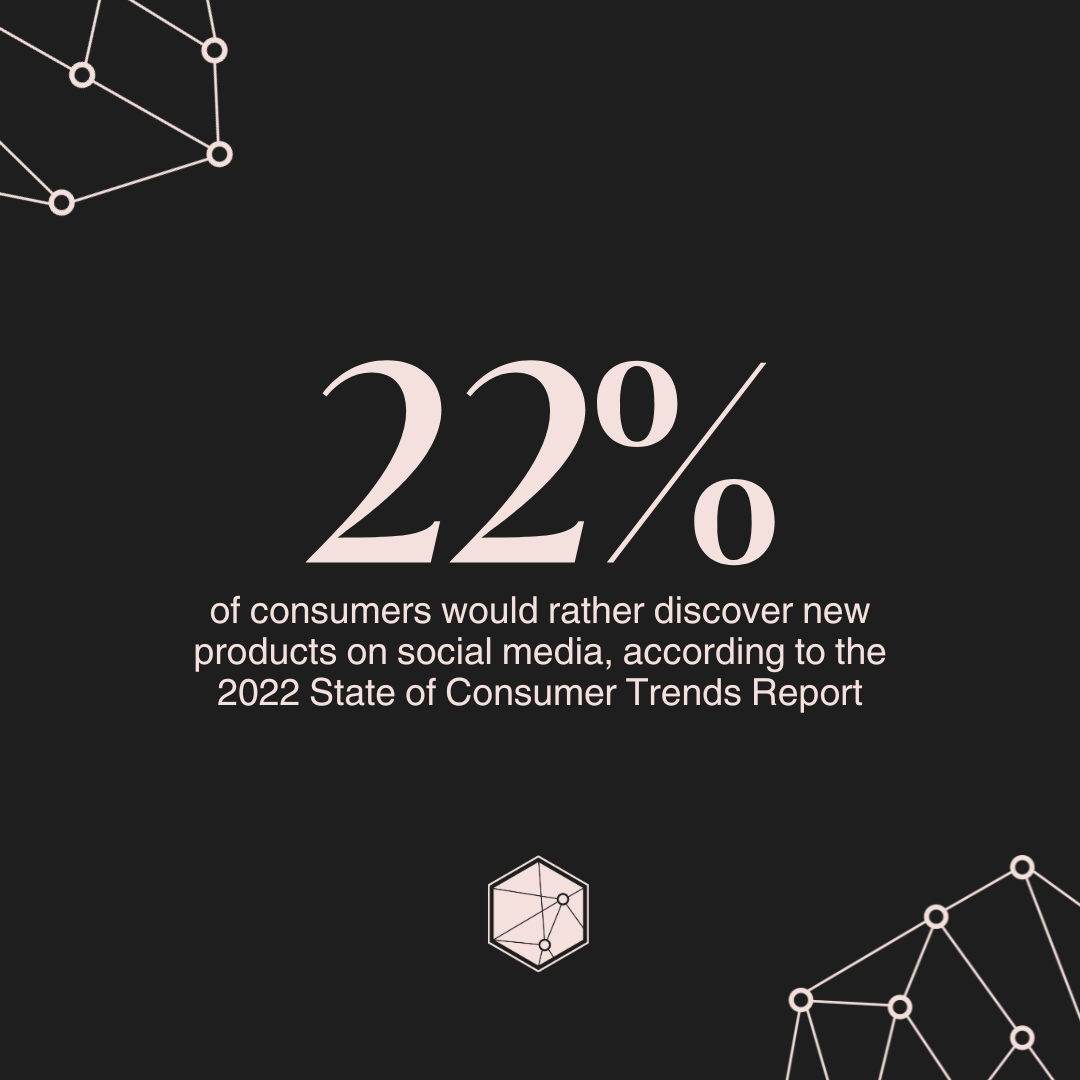 22%
of consumers would rather discover new
products on social media, according to the
2022 State of Consumer Trends Report